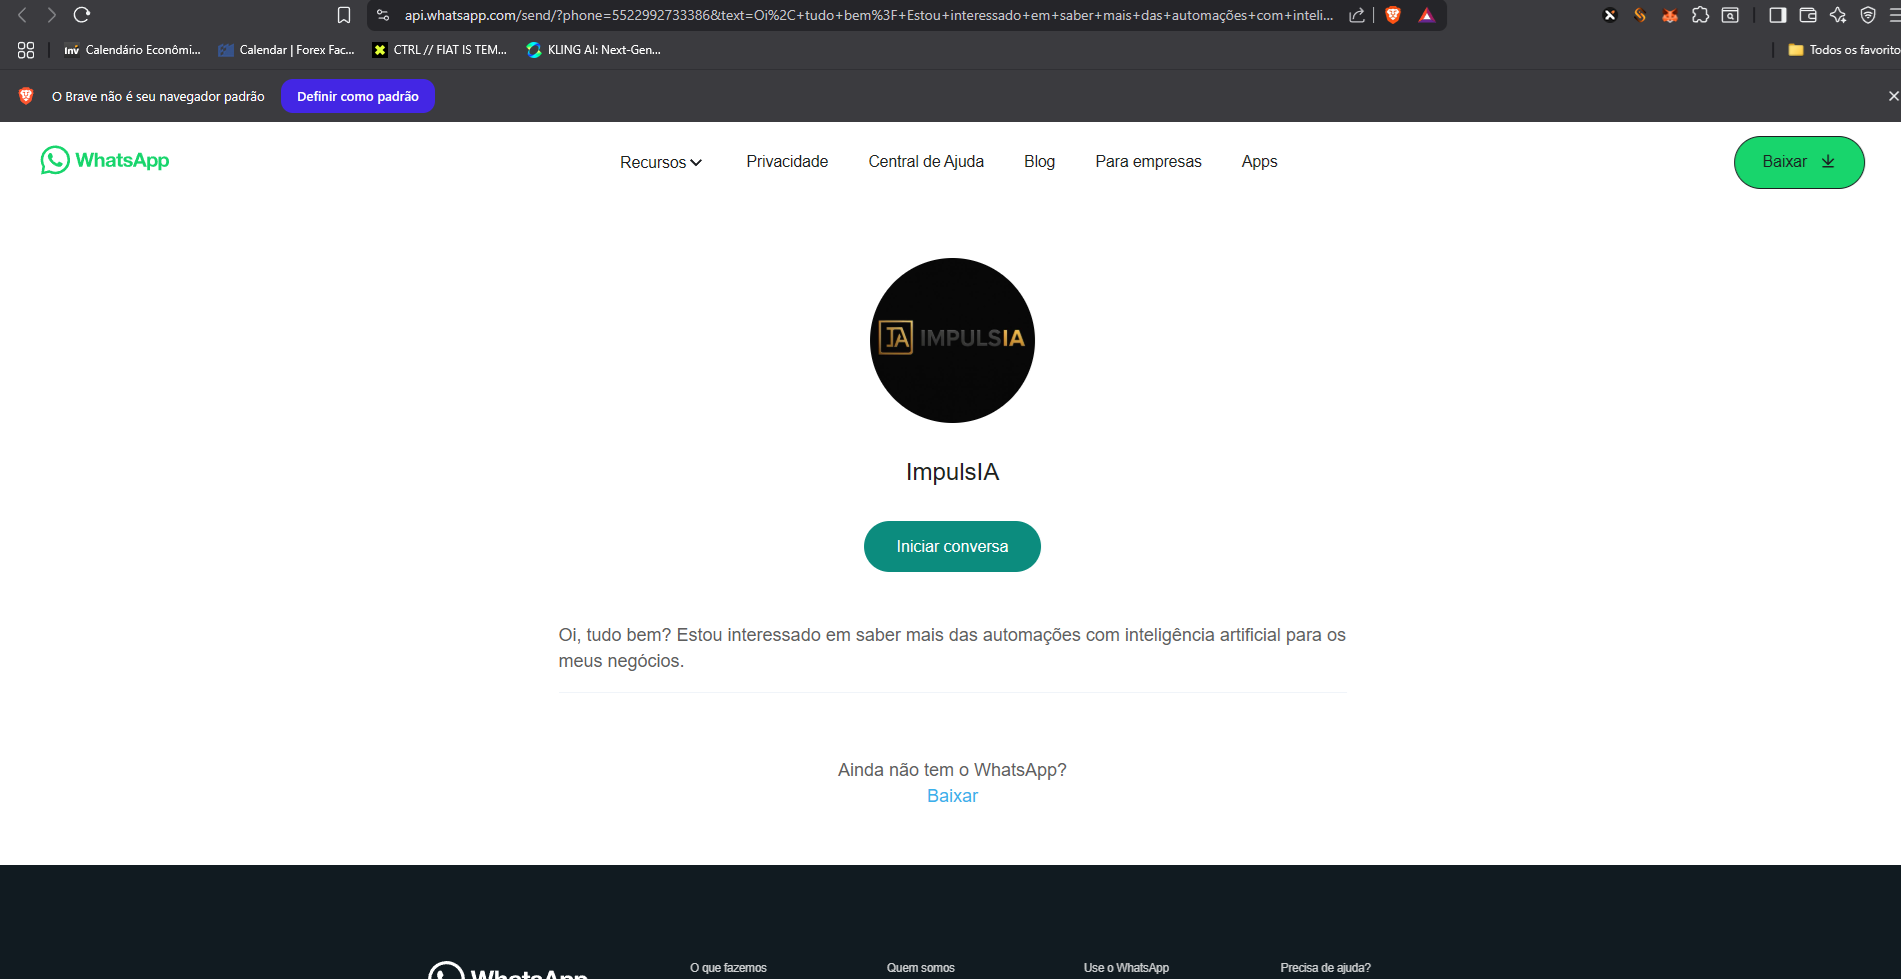 api.whatsapp.com/send/?phone=5522992733386&text=Oi%2C+tudo+bem%3F+Estou+interessado+em+saber+mais+das+automações+com+inteli...
Inv Calendário Econômi...
Calendar | Forex Fac...
CTRL // FIAT IS TEM...
KLING AI: Next-Gen...
Todos os favorito
O Brave não é seu navegador padrão
Definir como padrão
WhatsApp
Recursos
Privacidade
Central de Ajuda
Blog
Para empresas
Apps
Baixar
IA IMPULSIA
ImpulsIA
Iniciar conversa
Oi, tudo bem? Estou interessado em saber mais das automações com inteligência artificial para os
meus negócios.
Ainda não tem o WhatsApp?
Baixar
WhatsApp
O que fazemos
Quem somos
Use o WhatsApp
Precisa de ajuda?